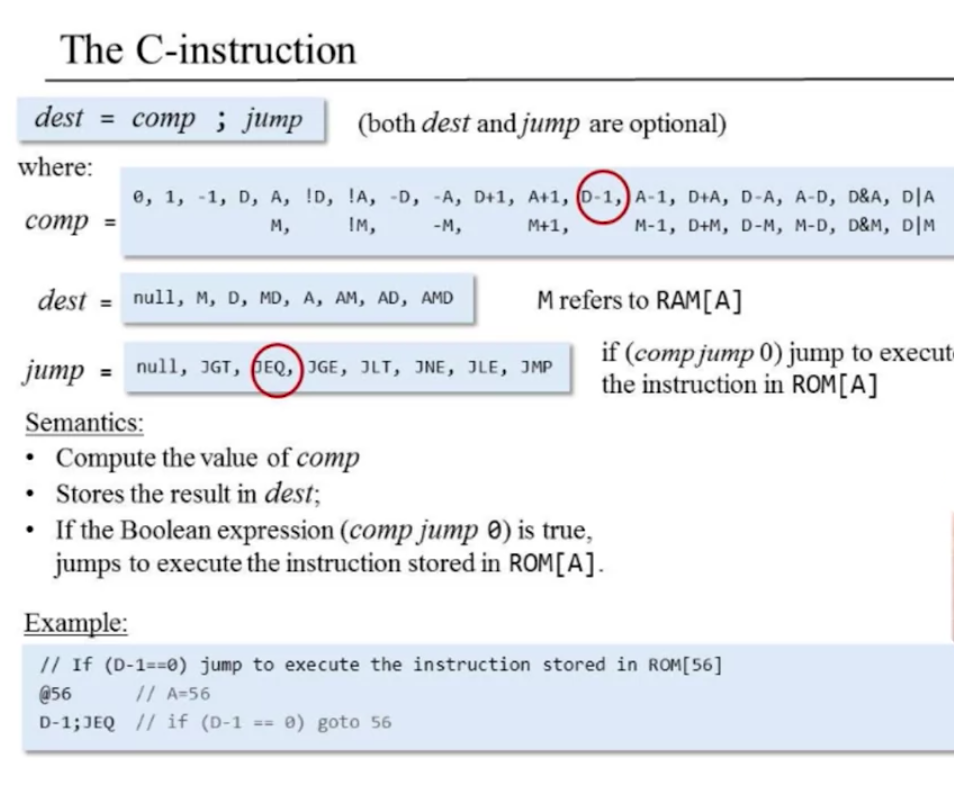 The C-instruction
dest = comp ; jump (both dest and jump are optional)
where:
comp = 0, 1, -1, D, A, !D, !A, -D, -A, D+1, A+1, D-1, A-1, D+A, D-A, A-D, D&A, D|A
M, !M, -M, M+1, M-1, D+M, D-M, M-D, D&M, D|M
dest = null, M, D, MD, A, AM, AD, AMD M refers to RAM[A]
jump = null, JGT, JEQ, JGE, JLT, JNE, JLE, JMP if (comp jump 0) jump to execut
the instruction in ROM[A]
Semantics:
• Compute the value of comp
• Stores the result in dest;
• If the Boolean expression (comp jump 0) is true,
jumps to execute the instruction stored in ROM[A].
Example:
// If (D-1==0) jump to execute the instruction stored in ROM[56]
@56 // A=56
D-1;JEQ // if (D-1 == 0) goto 56